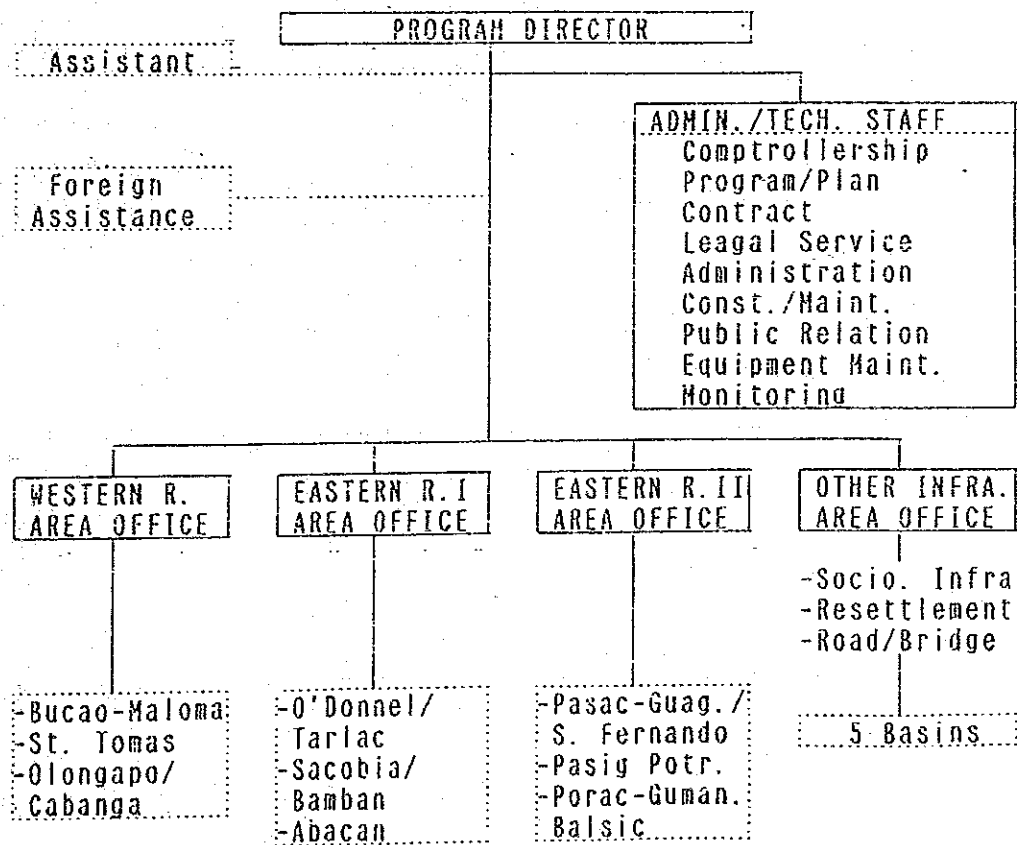 PROGRAM DIRECTOR
Assistant
ADMIN./TECH. STAFF
Comptrollership
Program/Plan
Contract
Leagal Service
Administration
Const./Maint.
Public Relation
Equipment Maint.
Monitoring
Foreign
Assistance
WESTERN R.
AREA OFFICE
EASTERN R.I
AREA OFFICE
EASTERN R.II
AREA OFFICE
OTHER INFRA.
AREA OFFICE
-Socio. Infra
-Resettlement
-Road/Bridge
-Bucao-Maloma
-St. Tomas
-Olongapo/
Cabanga
-O'Donnel/
Tarlac
-Sacobia/
Bamban
-Abacan
-Pasac-Guag./
S. Fernando
-Pasig Potr.
-Porac-Guman.
Balsic
5 Basins